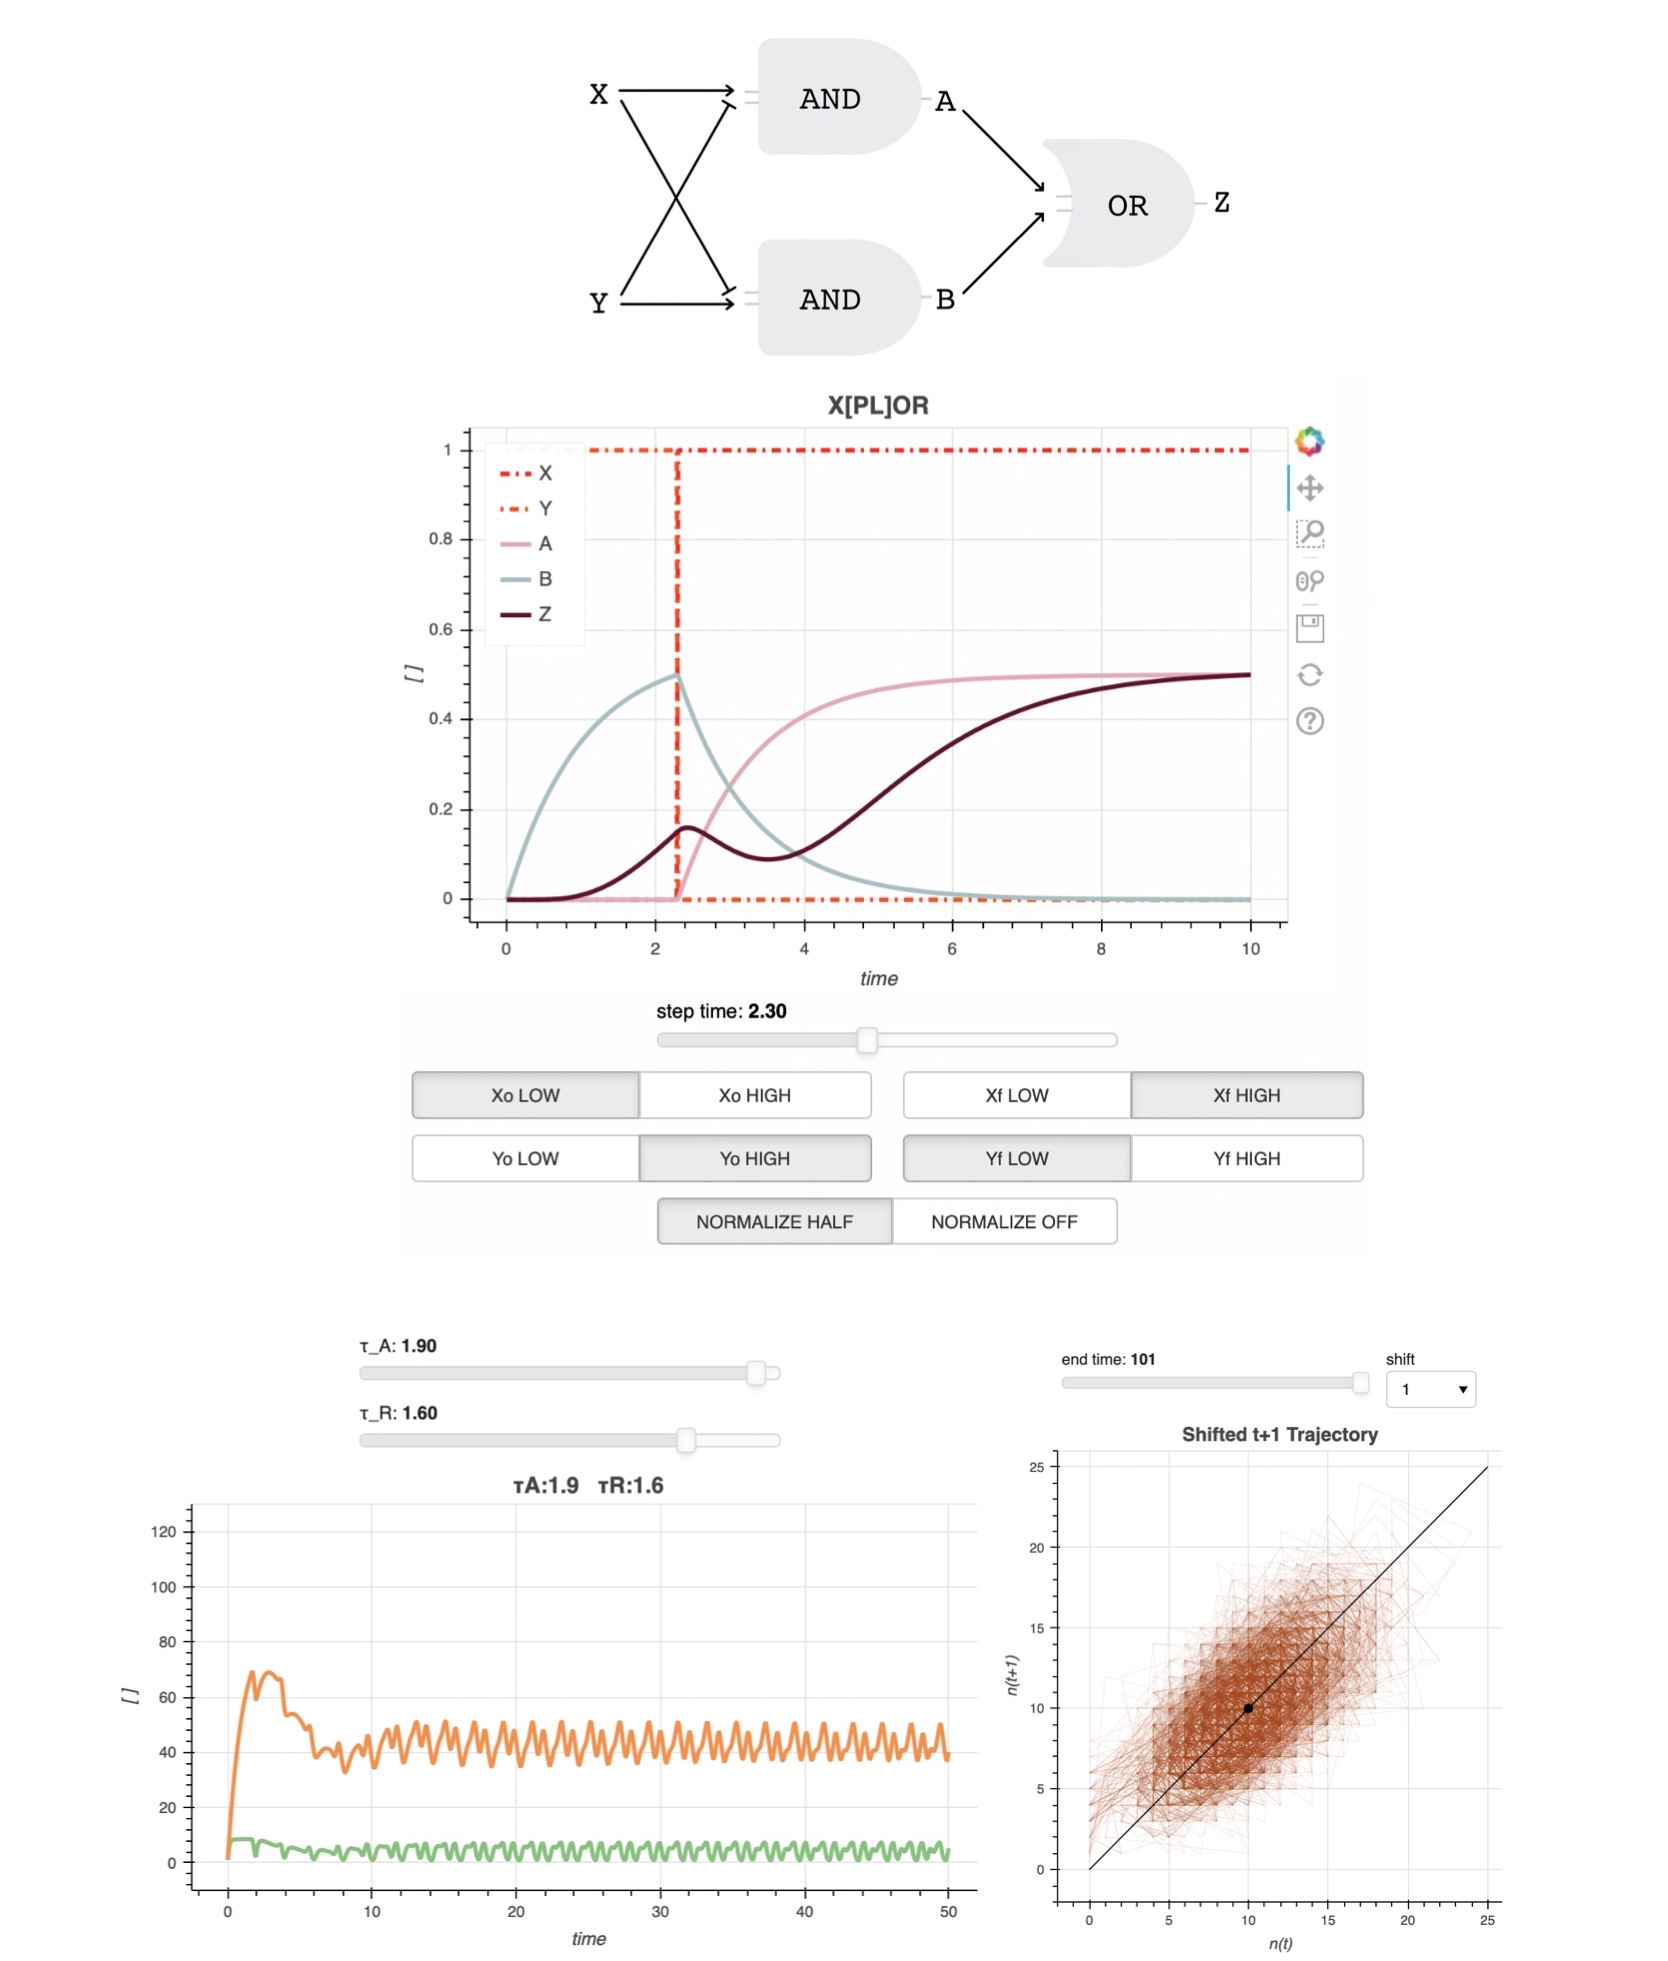 X
AND
A
OR
Z
Y
AND
B
X[PL]OR
1
0.8
0.6
0.4
0.2
0
[ ]
X
Y
A
B
Z
0 2 4 6 8 10
time
step time: 2.30
Xo LOW Xo HIGH Xf LOW Xf HIGH
Yo LOW Yo HIGH Yf LOW Yf HIGH
NORMALIZE HALF NORMALIZE OFF
τ_A: 1.90
τ_R: 1.60
τA:1.9 τR:1.6
120
100
80
60
40
20
0
[ ]
0 10 20 30 40 50
time
end time: 101
shift
1
Shifted t+1 Trajectory
25
20
15
10
5
0
n(t+1)
0 5 10 15 20 25
n(t)